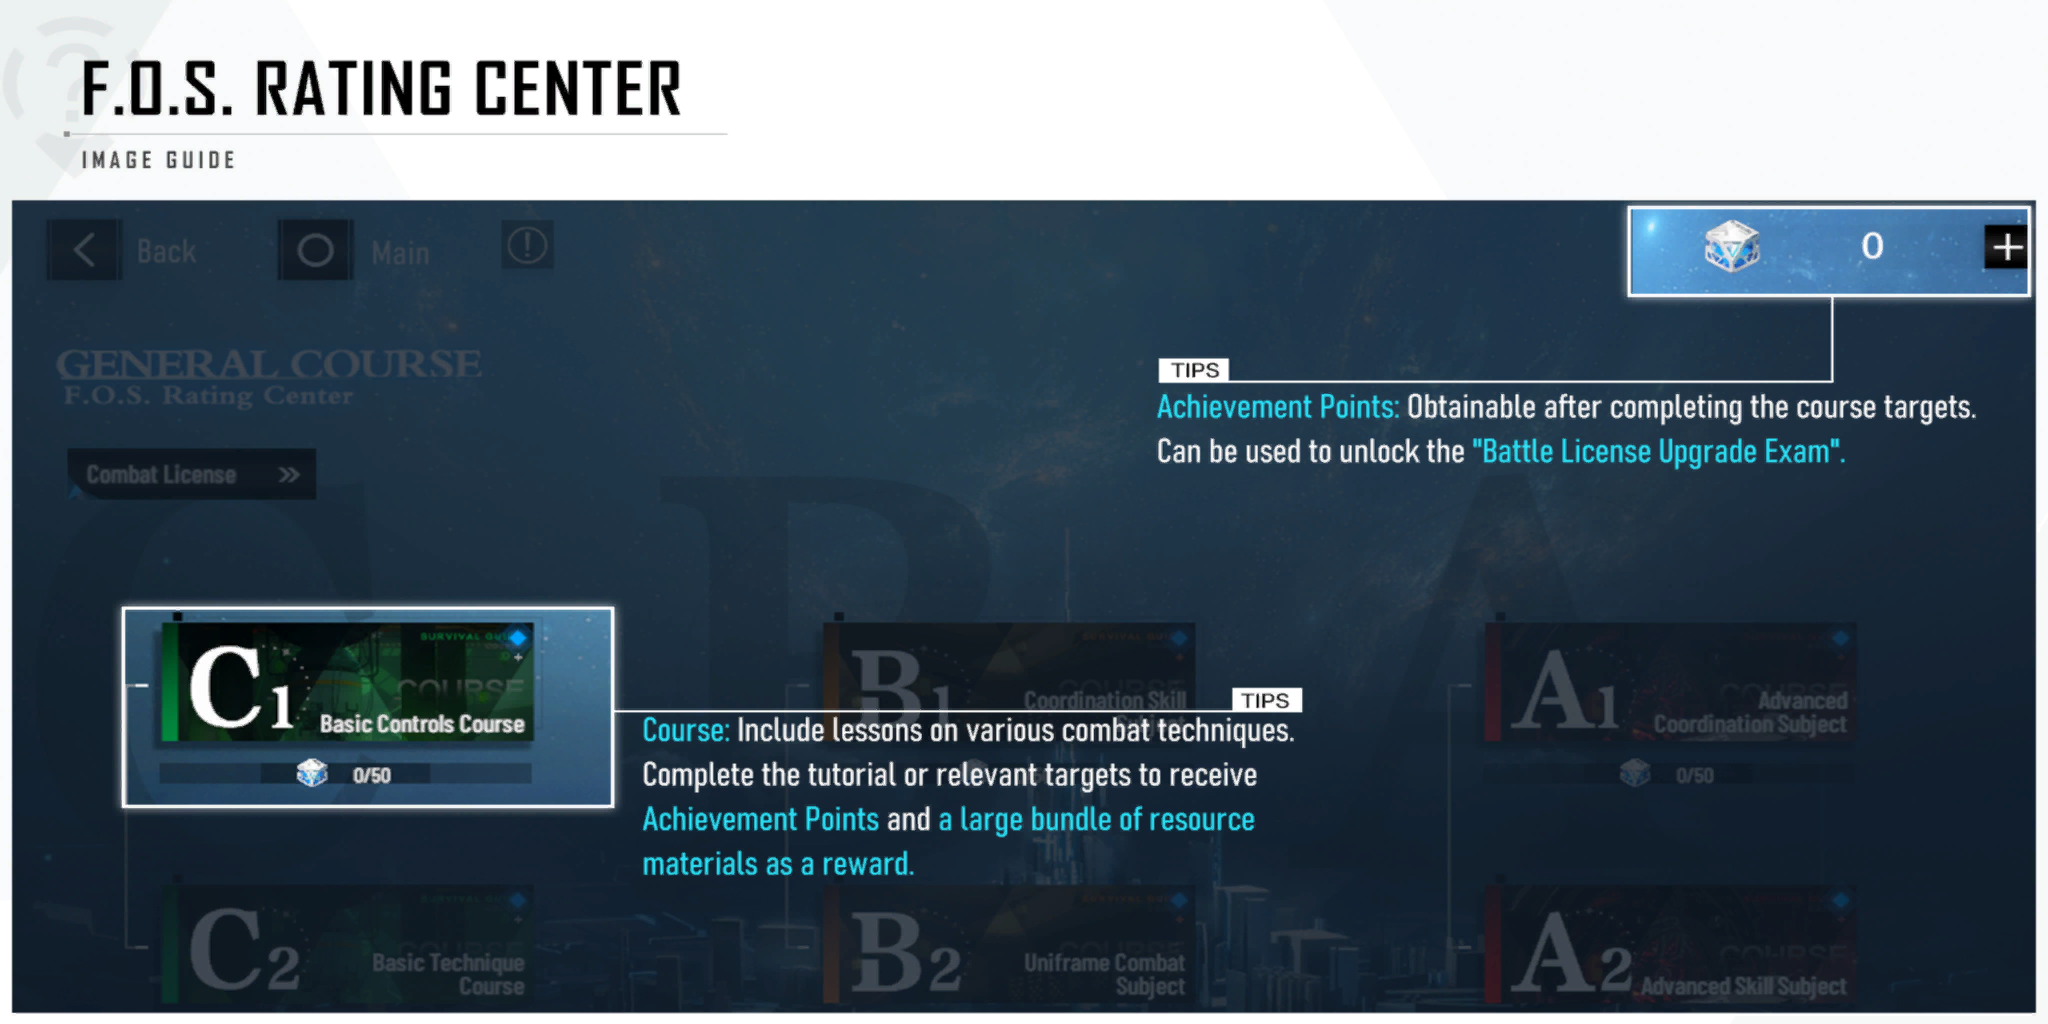 F.O.S. RATING CENTER
IMAGE GUIDE
Back
Main
0
GENERAL COURSE
F.O.S. Rating Center
Combat License
TIPS
Achievement Points: Obtainable after completing the course targets.
Can be used to unlock the "Battle License Upgrade Exam".
C B A
SURVIVAL
COURSE
C1
Basic Controls Course
0/50
B1
Coordination Skill
Subject
TIPS
Course: Include lessons on various combat techniques.
Complete the tutorial or relevant targets to receive
Achievement Points and a large bundle of resource
materials as a reward.
COURSE
A1
Advanced
Coordination Subject
0/50
COURSE
C2
Basic Technique
Course
COURSE
B2
Uniframe Combat
Subject
COURSE
A2
Advanced Skill Subject